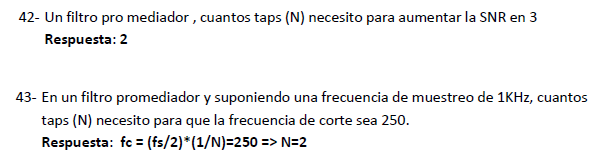 42- Un filtro pro mediador , cuantos taps (N) necesito para aumentar la SNR en 3
Respuesta: 2
43- En un filtro promediador y suponiendo una frecuencia de muestreo de 1KHz, cuantos
taps (N) necesito para que la frecuencia de corte sea 250.
Respuesta: fc = (fs/2)*(1/N)=250 => N=2